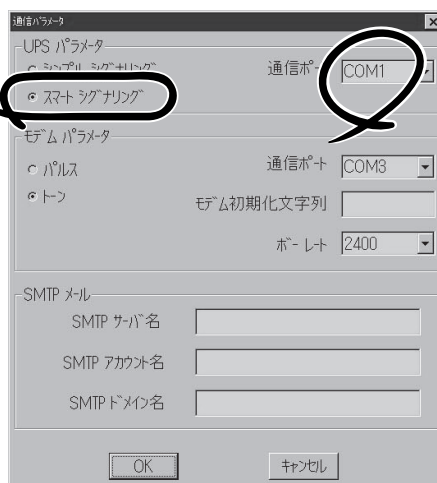 通信ﾊﾟﾗﾒｰﾀ
UPS ﾊﾟﾗﾒｰﾀ
ｼﾝﾌﾟﾙ ｼｸﾞﾅﾘﾝｸﾞ
通信ﾎﾟｰﾄ COM1
ｽﾏｰﾄ ｼｸﾞﾅﾘﾝｸﾞ
ﾓﾃﾞﾑ ﾊﾟﾗﾒｰﾀ
ﾊﾟﾙｽ
通信ﾎﾟｰﾄ COM3
ﾄｰﾝ
ﾓﾃﾞﾑ初期化文字列
ﾎﾞｰ ﾚｰﾄ 2400
SMTP ﾒｰﾙ
SMTP ｻｰﾊﾞ名
SMTP ｱｶｳﾝﾄ名
SMTP ﾄﾞﾒｲﾝ名
OK ｷｬﾝｾﾙ